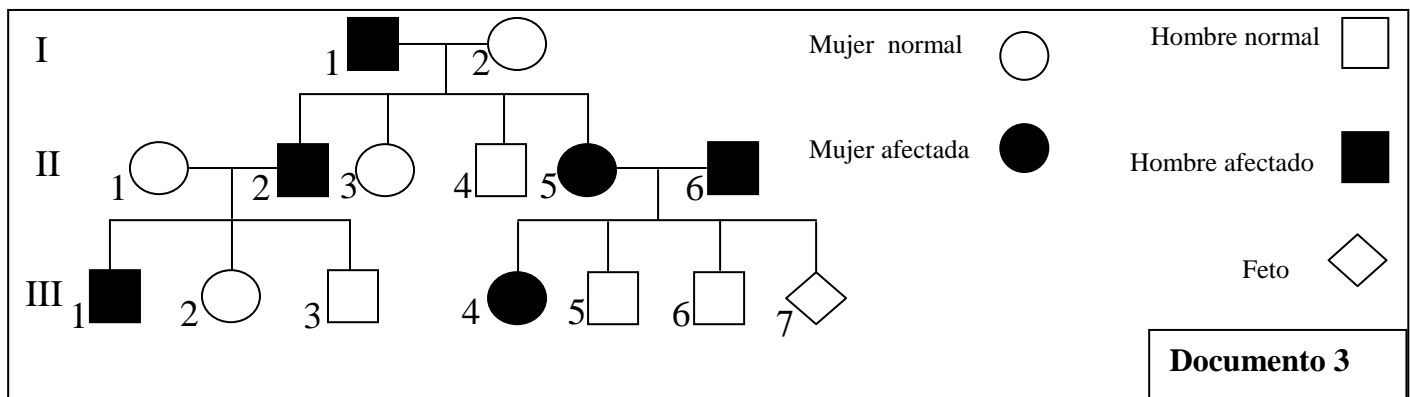 I
1
2
Mujer normal
Hombre normal
II
1
2
3
4
5
6
Mujer afectada
Hombre afectado
III
1
2
3
4
5
6
7
Feto
Documento 3